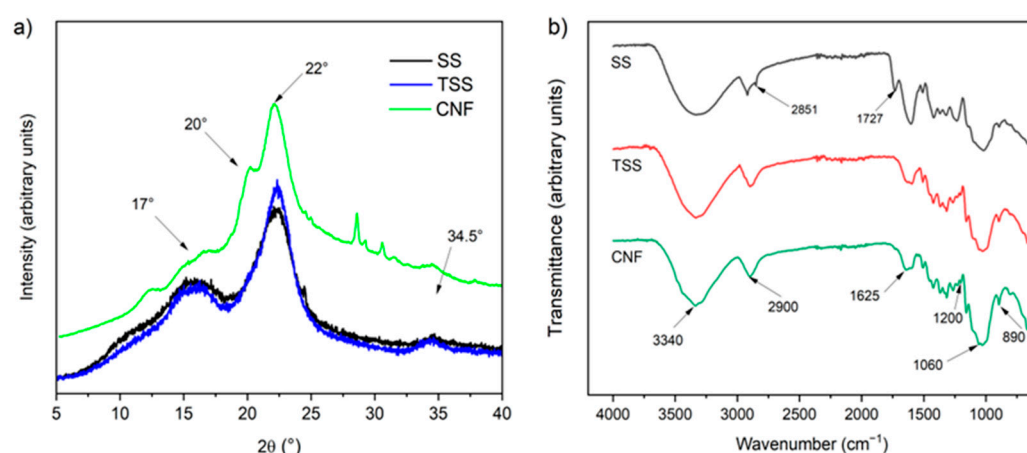 a)
SS
TSS
CNF
22°
20°
17°
34.5°
Intensity (arbitrary units)
5 10 15 20 25 30 35 40
2θ (°)
b)
SS
2851
1727
TSS
CNF
3340
2900
1625
1200
1060
890
Transmittance (arbitrary units)
4000 3500 3000 2500 2000 1500 1000
Wavenumber (cm⁻¹)